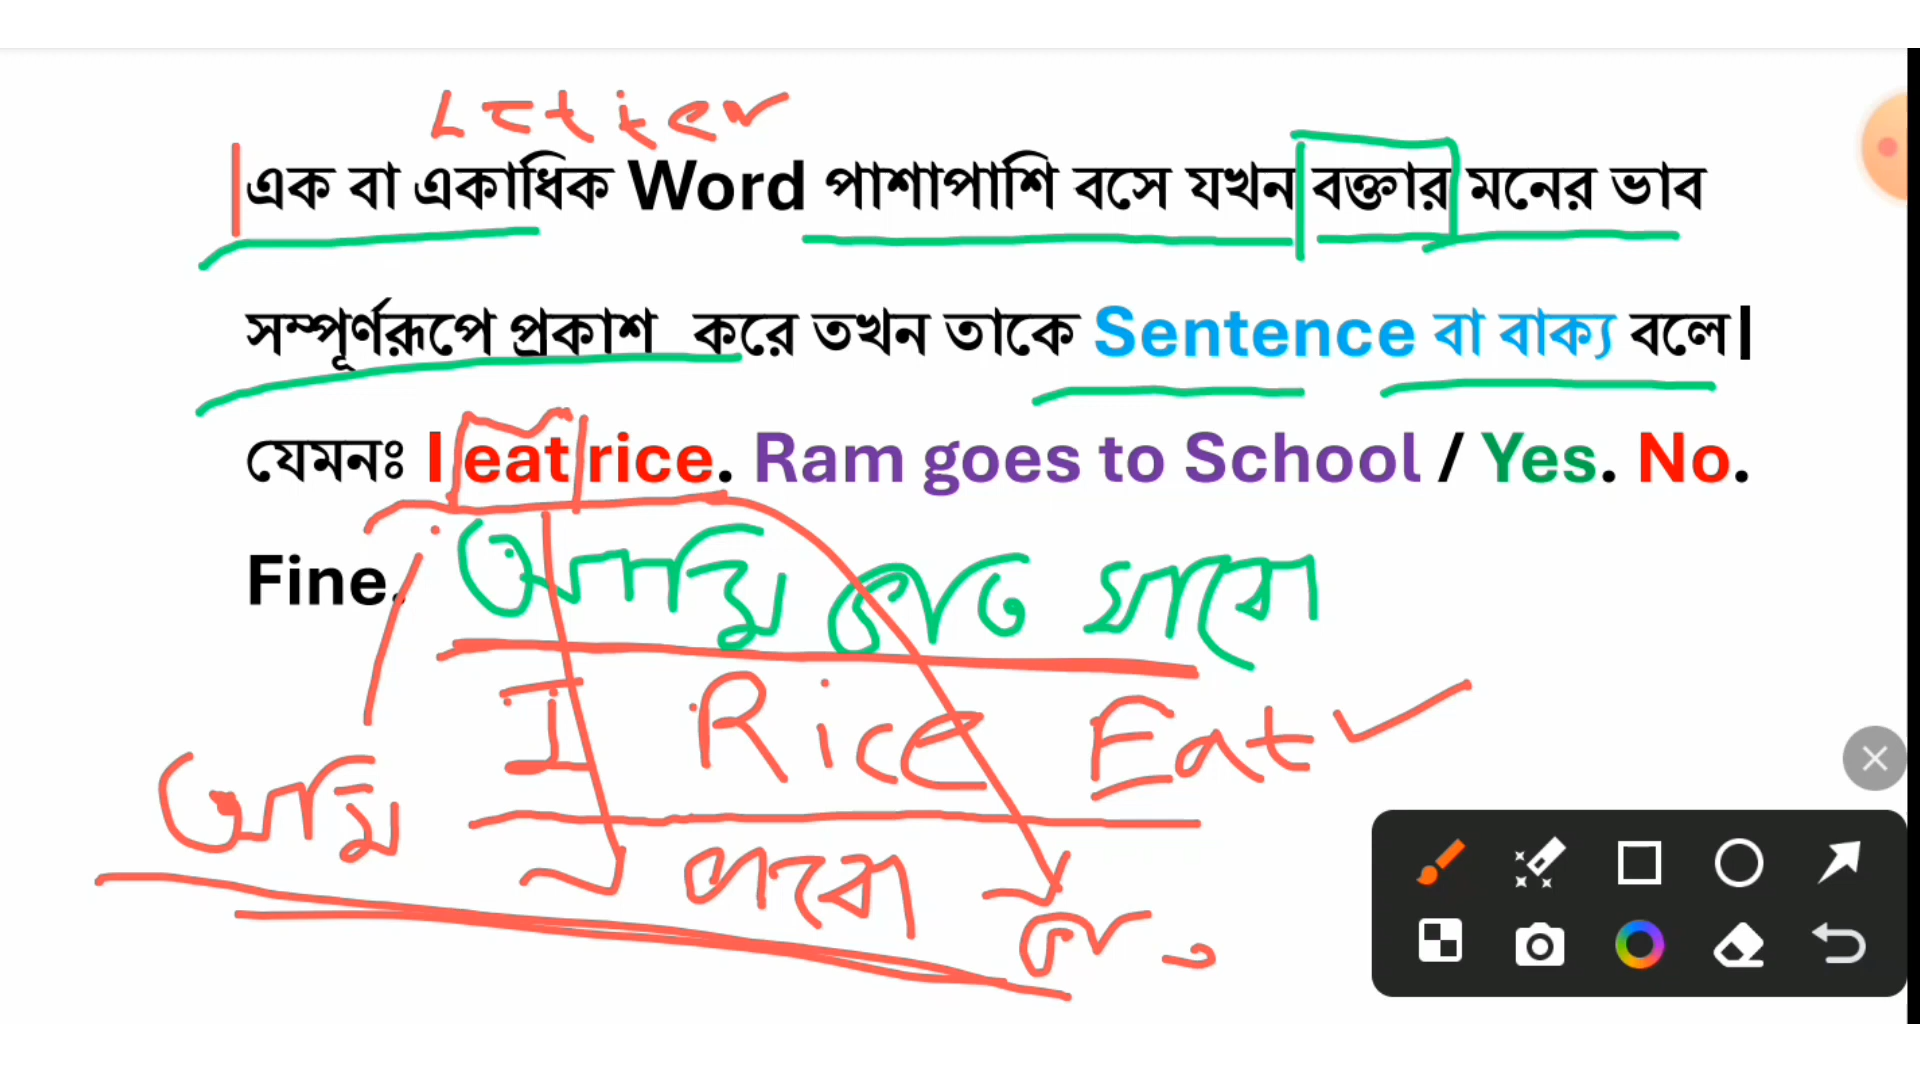 Letter
এক বা একাধিক Word পাশাপাশি বসে যখন বক্তার মনের ভাব
সম্পূর্ণরূপে প্রকাশ করে তখন তাকে Sentence বা বাক্য বলে|
যেমনঃ I eat rice. Ram goes to School / Yes. No.
Fine. আমি যাবো
I Rice Eat
আমি